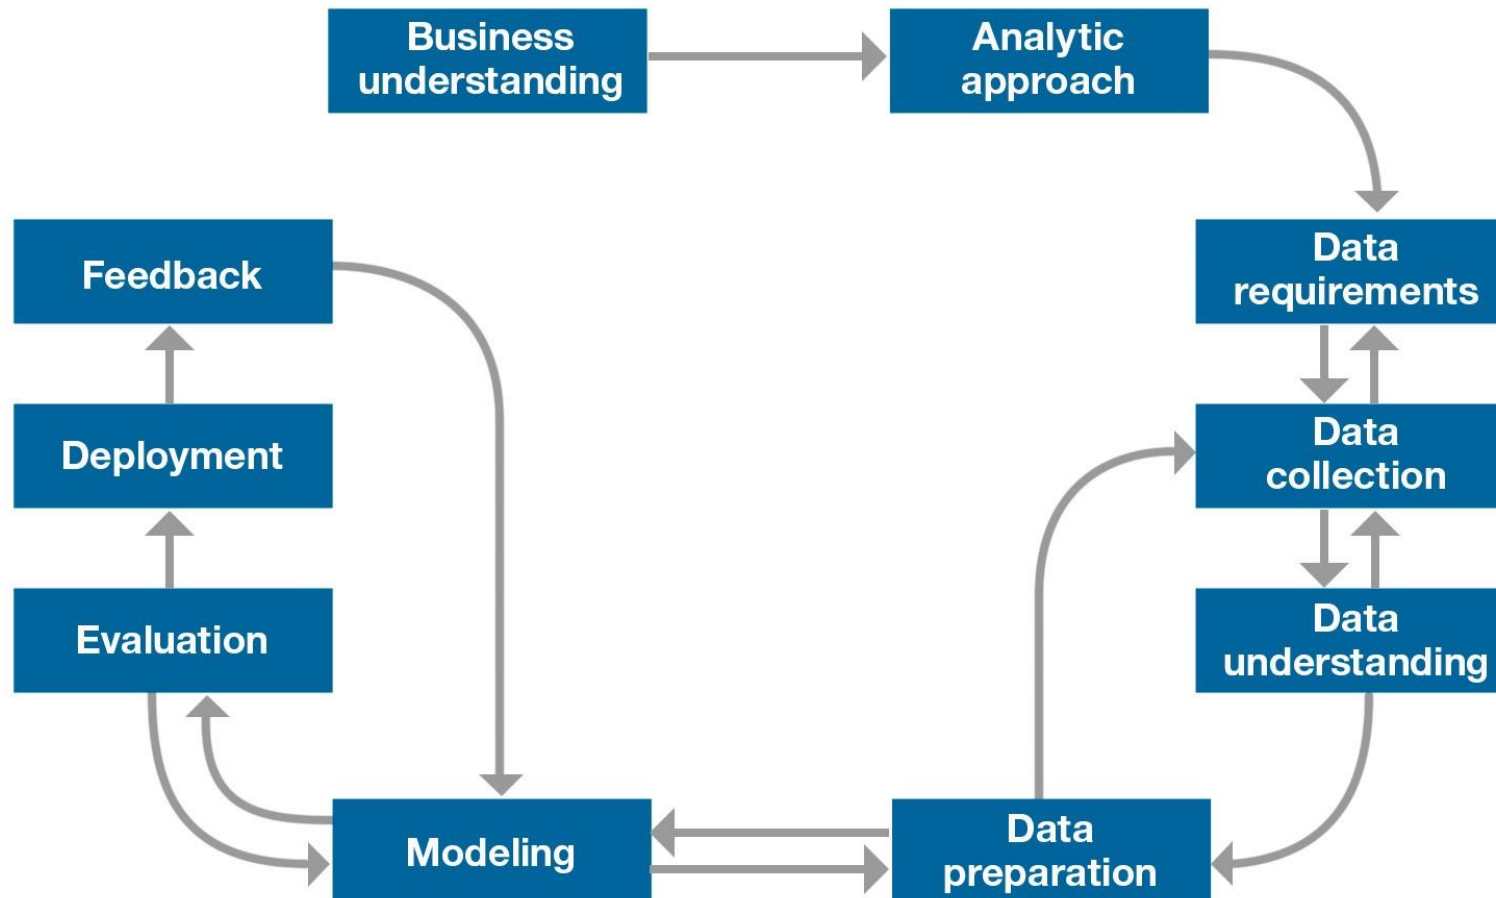 Business
understanding
Analytic
approach
Data
requirements
Data
collection
Data
understanding
Data
preparation
Modeling
Evaluation
Deployment
Feedback